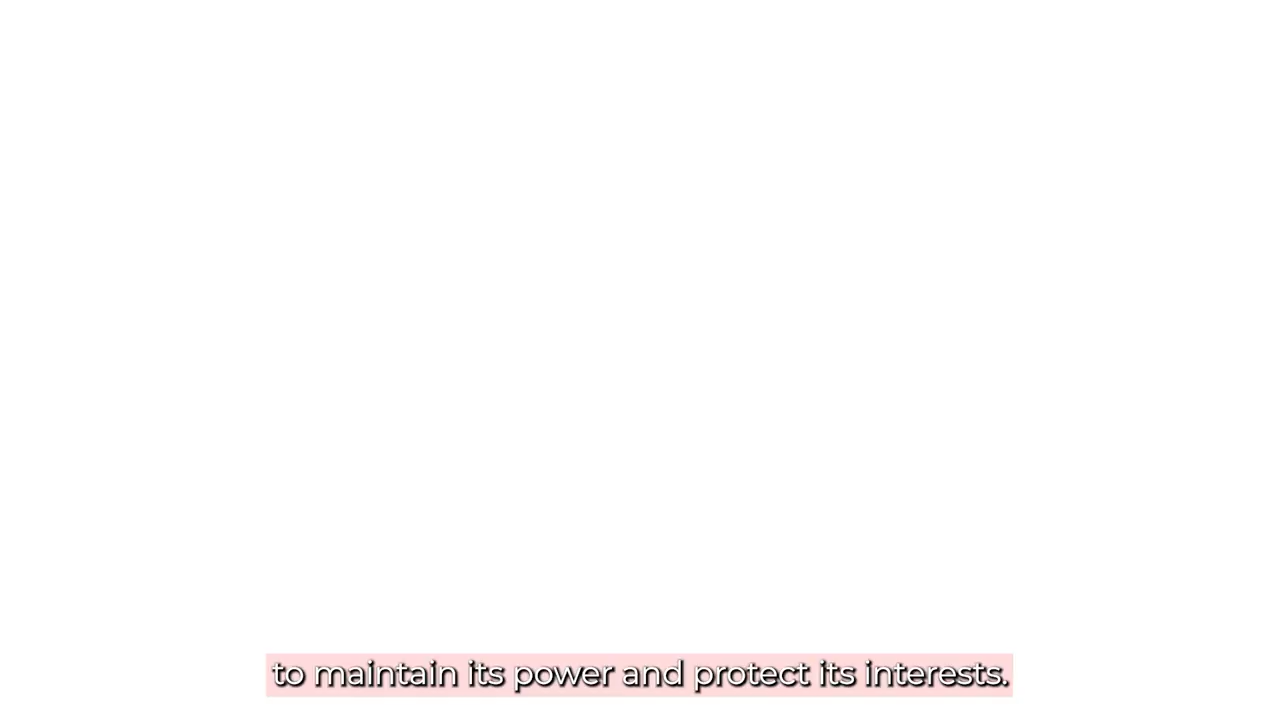 to maintain its power and protect its interests.